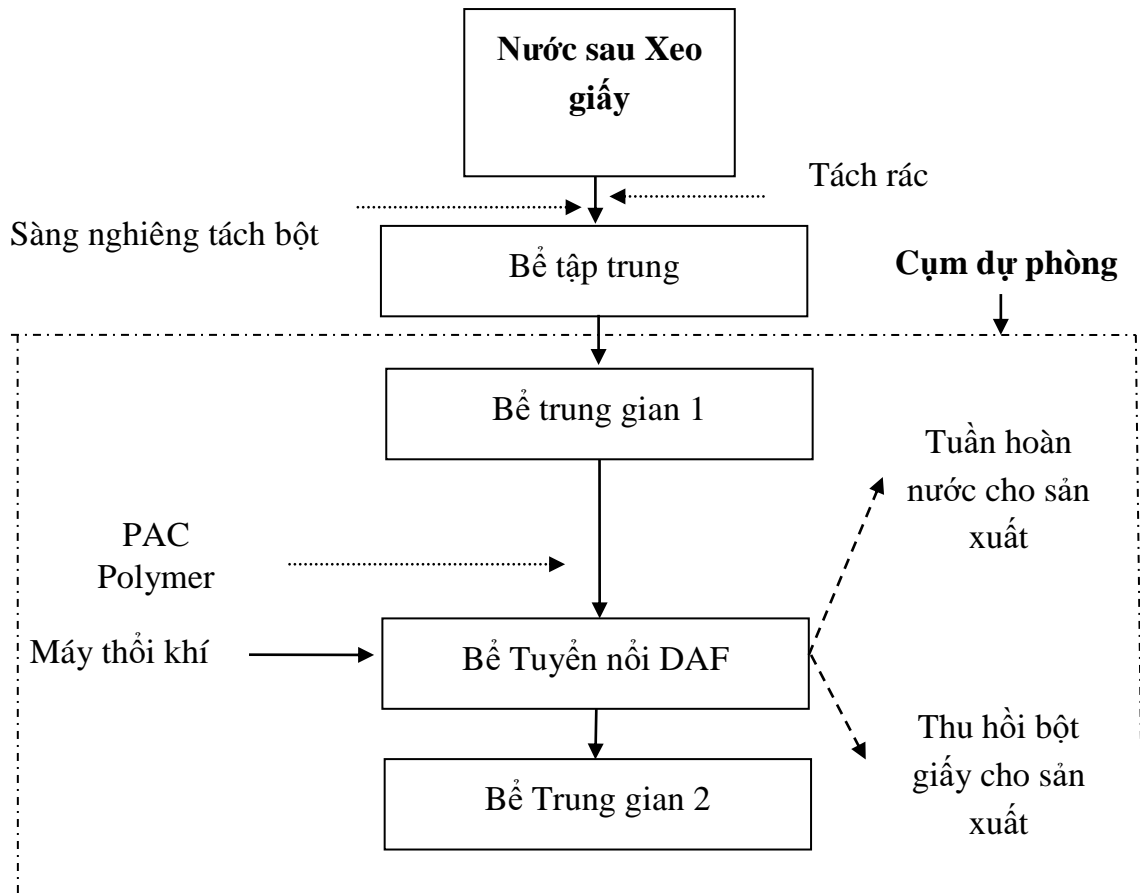 Nước sau Xeo
giấy
Tách rác
Sàng nghiêng tách bột
Bể tập trung
Cụm dự phòng
Bể trung gian 1
Tuần hoàn
nước cho sản
xuất
PAC
Polymer
Máy thổi khí
Bể Tuyển nổi DAF
Thu hồi bột
giấy cho sản
xuất
Bể Trung gian 2